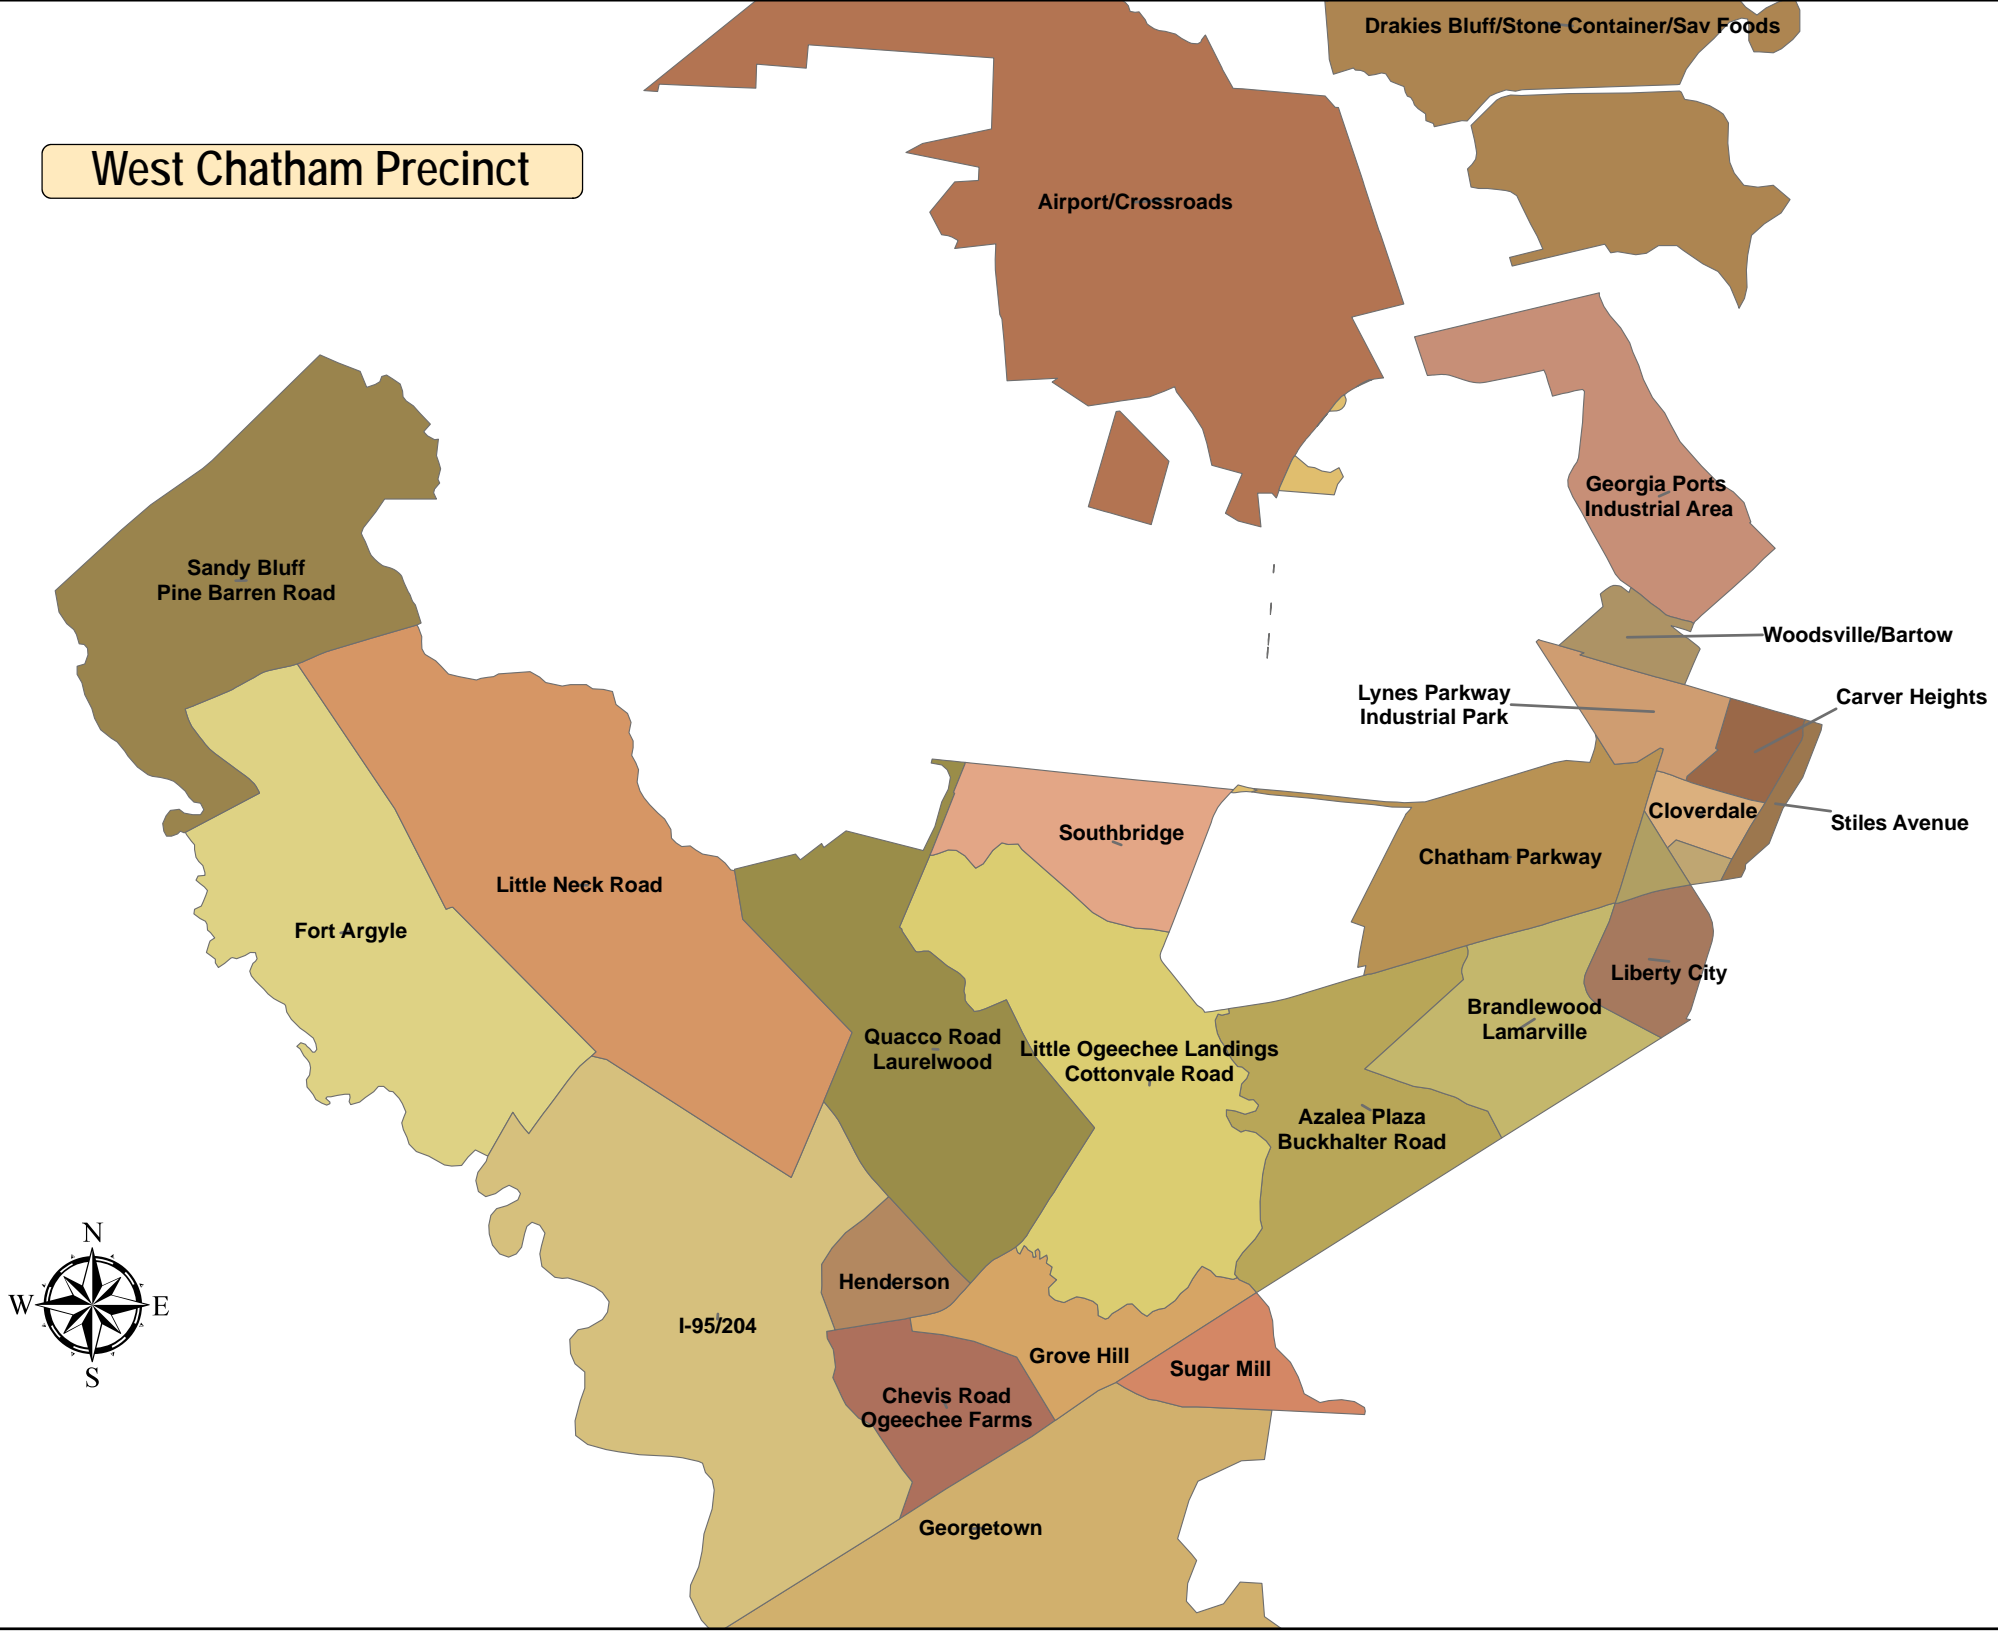 Drakies Bluff/Stone Container/Sav Foods
West Chatham Precinct
Airport/Crossroads
Georgia Ports
Industrial Area
Sandy Bluff
Pine Barren Road
Woodsville/Bartow
Lynes Parkway
Industrial Park
Carver Heights
Cloverdale
Stiles Avenue
Southbridge
Chatham Parkway
Little Neck Road
Fort Argyle
Liberty City
Brandlewood
Lamarville
Quacco Road
Laurelwood
Little Ogeechee Landings
Cottonvale Road
Azalea Plaza
Buckhalter Road
N
W
E
S
Henderson
I-95/204
Grove Hill
Sugar Mill
Chevis Road
Ogeechee Farms
Georgetown